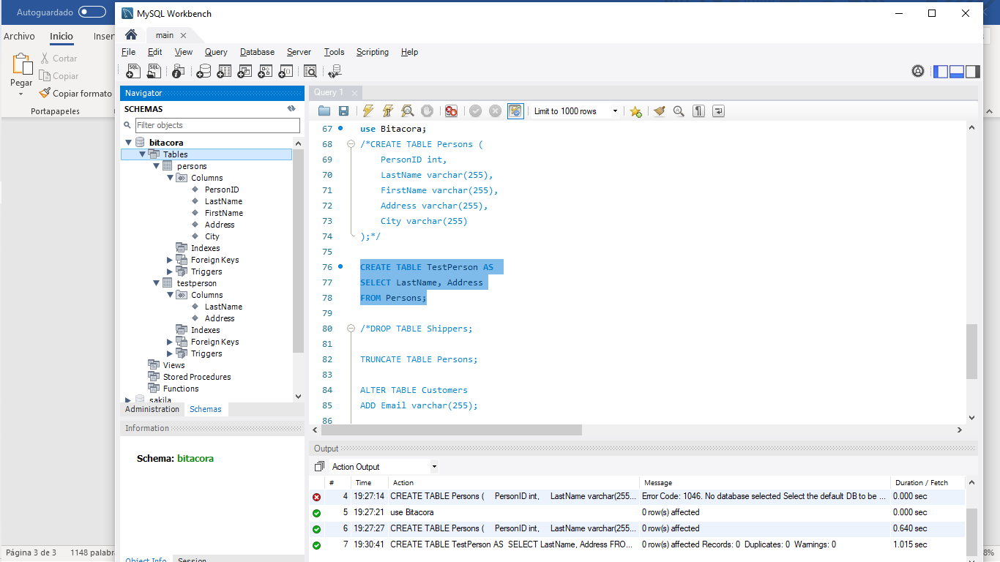 Autoguardado
MySQL Workbench
Archivo Inicio Inser
main
File Edit View Query Database Server Tools Scripting Help
Cortar
Copiar
Pegar
Copiar formato
Portapapeles
Navigator
Query 1
SCHEMAS
Limit to 1000 rows
Filter objects
bitacora
Tables
persons
Columns
PersonID
LastName
FirstName
Address
City
Indexes
Foreign Keys
Triggers
testperson
Columns
LastName
Address
Indexes
Foreign Keys
Triggers
Views
Stored Procedures
Functions
sakila
Administration Schemas
Information
Schema: bitacora
Object Info Session
67 use Bitacora;
68 /*CREATE TABLE Persons (
69 PersonID int,
70 LastName varchar(255),
71 FirstName varchar(255),
72 Address varchar(255),
73 City varchar(255)
74 );*/
75
76 CREATE TABLE TestPerson AS
77 SELECT LastName, Address
78 FROM Persons;
79
80 /*DROP TABLE Shippers;
81
82 TRUNCATE TABLE Persons;
83
84 ALTER TABLE Customers
85 ADD Email varchar(255);
86
Output
Action Output
# Time Action Message Duration / Fetch
4 19:27:14 CREATE TABLE Persons ( PersonID int, LastName varchar(255... Error Code: 1046. No database selected Select the default DB to be ... 0.000 sec
5 19:27:21 use Bitacora 0 row(s) affected 0.000 sec
6 19:27:27 CREATE TABLE Persons ( PersonID int, LastName varchar(255... 0 row(s) affected 0.640 sec
7 19:30:41 CREATE TABLE TestPerson AS SELECT LastName, Address FRO... 0 row(s) affected Records: 0 Duplicates: 0 Warnings: 0 1.015 sec
Página 3 de 3 1148 palabr
8%